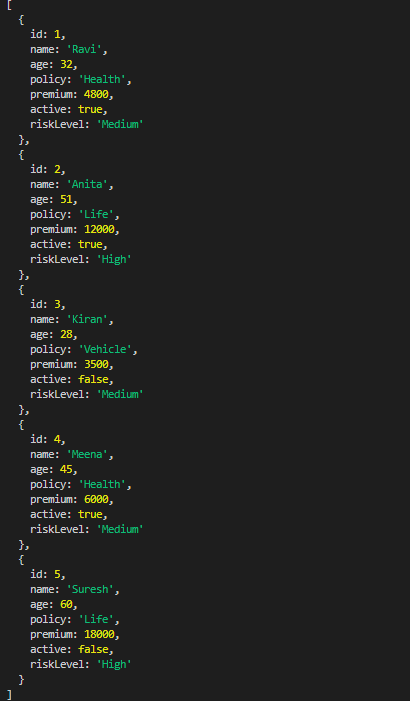 [
  {
    id: 1,
    name: 'Ravi',
    age: 32,
    policy: 'Health',
    premium: 4800,
    active: true,
    riskLevel: 'Medium'
  },
  {
    id: 2,
    name: 'Anita',
    age: 51,
    policy: 'Life',
    premium: 12000,
    active: true,
    riskLevel: 'High'
  },
  {
    id: 3,
    name: 'Kiran',
    age: 28,
    policy: 'Vehicle',
    premium: 3500,
    active: false,
    riskLevel: 'Medium'
  },
  {
    id: 4,
    name: 'Meena',
    age: 45,
    policy: 'Health',
    premium: 6000,
    active: true,
    riskLevel: 'Medium'
  },
  {
    id: 5,
    name: 'Suresh',
    age: 60,
    policy: 'Life',
    premium: 18000,
    active: false,
    riskLevel: 'High'
  }
]